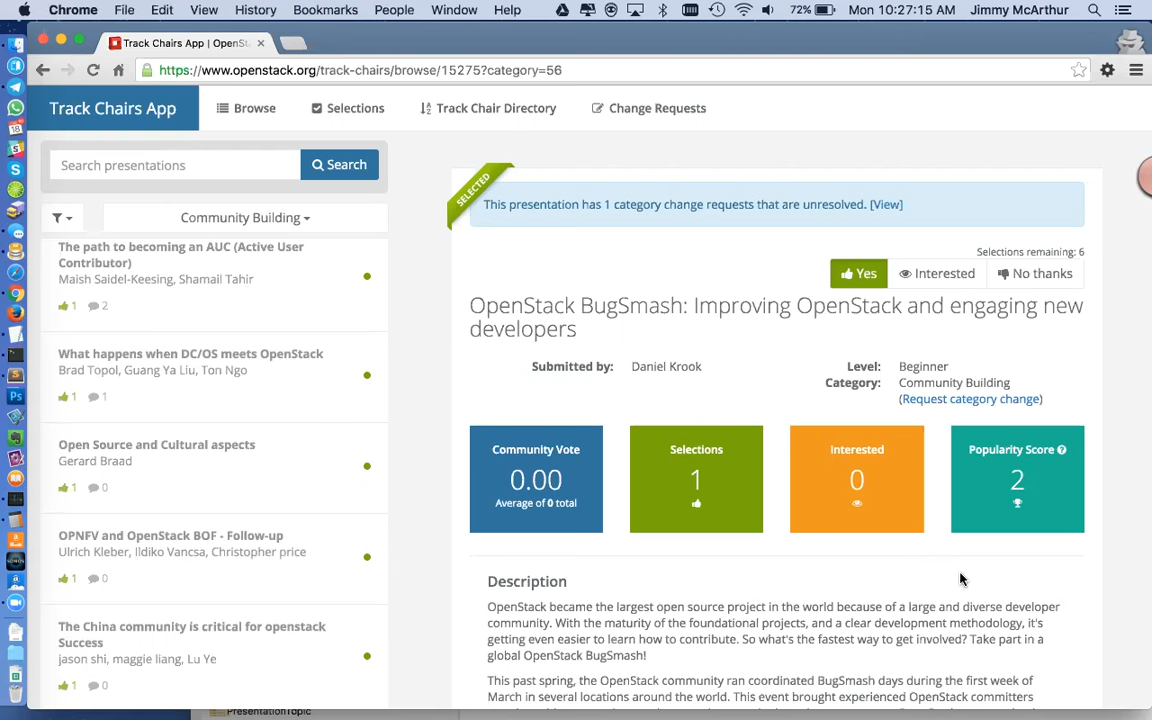 Chrome File Edit View History Bookmarks People Window Help 72% Mon 10:27:15 AM Jimmy McArthur
Track Chairs App | OpenSt
https://www.openstack.org/track-chairs/browse/15275?category=56
Track Chairs App Browse Selections Track Chair Directory Change Requests
Search presentations Search
Community Building
The path to becoming an AUC (Active User
Contributor)
Maish Saidel-Keesing, Shamail Tahir
1 2
What happens when DC/OS meets OpenStack
Brad Topol, Guang Ya Liu, Ton Ngo
1 1
Open Source and Cultural aspects
Gerard Braad
1 0
OPNFV and OpenStack BOF - Follow-up
Ulrich Kleber, Ildiko Vancsa, Christopher price
1 0
The China community is critical for openstack
Success
jason shi, maggie liang, Lu Ye
1 0
SELECTED
This presentation has 1 category change requests that are unresolved. [View]
Selections remaining: 6
Yes Interested No thanks
OpenStack BugSmash: Improving OpenStack and engaging new
developers
Submitted by: Daniel Krook
Level: Beginner
Category: Community Building
(Request category change)
Community Vote
0.00
Average of 0 total
Selections
1
Interested
0
Popularity Score
2
Description
OpenStack became the largest open source project in the world because of a large and diverse developer
community. With the maturity of the foundational projects, and a clear development methodology, it's
getting even easier to learn how to contribute. So what's the fastest way to get involved? Take part in a
global OpenStack BugSmash!
This past spring, the OpenStack community ran coordinated BugSmash days during the first week of
March in several locations around the world. This event brought experienced OpenStack committers
PresentationTopic